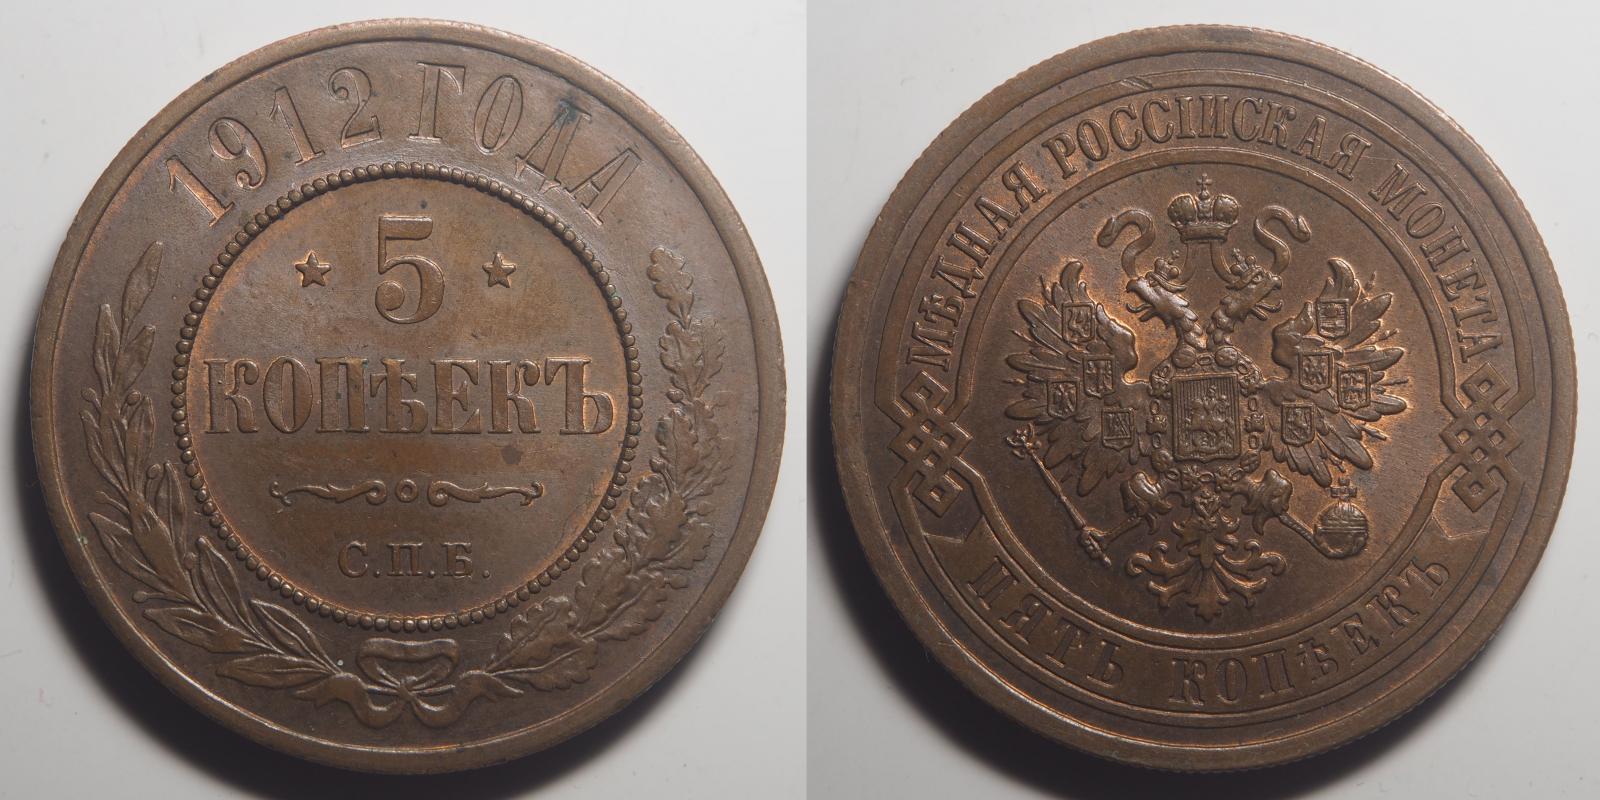 1912 ГОДА
5
КОПѢЕКЪ
С.П.Б.
МѢДНАЯ РОССІЙСКАЯ МОНЕТА
ПЯТЬ КОПѢЕКЪ